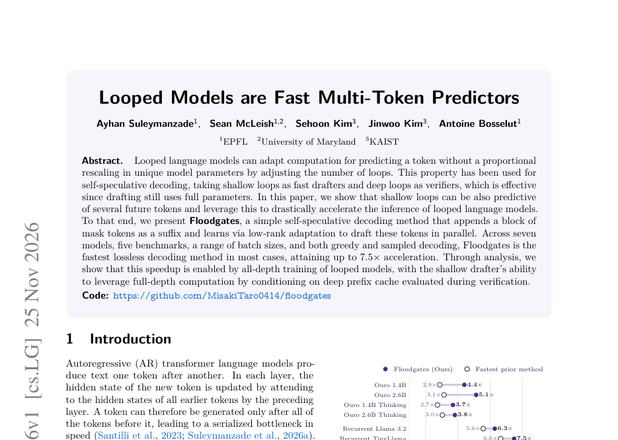 Looped Models are Fast Multi-Token Predictors
Ayhan Suleymanzade¹, Sean McLeish¹,², Sehoon Kim³, Jinwoo Kim³, Antoine Bosselut¹
¹EPFL ²University of Maryland ³KAIST
Abstract. Looped language models can adapt computation for predicting a token without a proportional
rescaling in unique model parameters by adjusting the number of loops. This property has been used for
self-speculative decoding, taking shallow loops as fast drafters and deep loops as verifiers, which is effective
since drafting still uses full parameters. In this paper, we show that shallow loops can be also predictive
of several future tokens and leverage this to drastically accelerate the inference of looped language models.
To that end, we present Floodgates, a simple self-speculative decoding method that appends a block of
mask tokens as a suffix and learns via low-rank adaptation to draft these tokens in parallel. Across seven
models, five benchmarks, a range of batch sizes, and both greedy and sampled decoding, Floodgates is the
fastest lossless decoding method in most cases, attaining up to 7.5× acceleration. Through analysis, we
show that this speedup is enabled by all-depth training of looped models, with the shallow drafter's ability
to leverage full-depth computation by conditioning on deep prefix cache evaluated during verification.
Code: https://github.com/MisakiTaro0414/floodgates
6v1 [cs.LG] 25 Nov 2026
1 Introduction
Autoregressive (AR) transformer language models pro-
duce text one token after another. In each layer, the
hidden state of the new token is updated by attending
to the hidden states of all earlier tokens by the preceding
layer. A token can therefore be generated only after all of
the tokens before it, leading to a serialized bottleneck in
speed (Santilli et al., 2023; Suleymanzade et al., 2026a).
Floodgates (Ours) Fastest prior method
Ouro 1.4B 2.9× 4.4×
Ouro 2.6B 3.1× 5.1×
Ouro 1.4B Thinking 2.7× 3.7×
Ouro 2.6B Thinking 3.0× 3.8×
Recurrent Llama 3.2 5.6× 6.3×
Recurrent TinyLlama 6.6× 7.5×